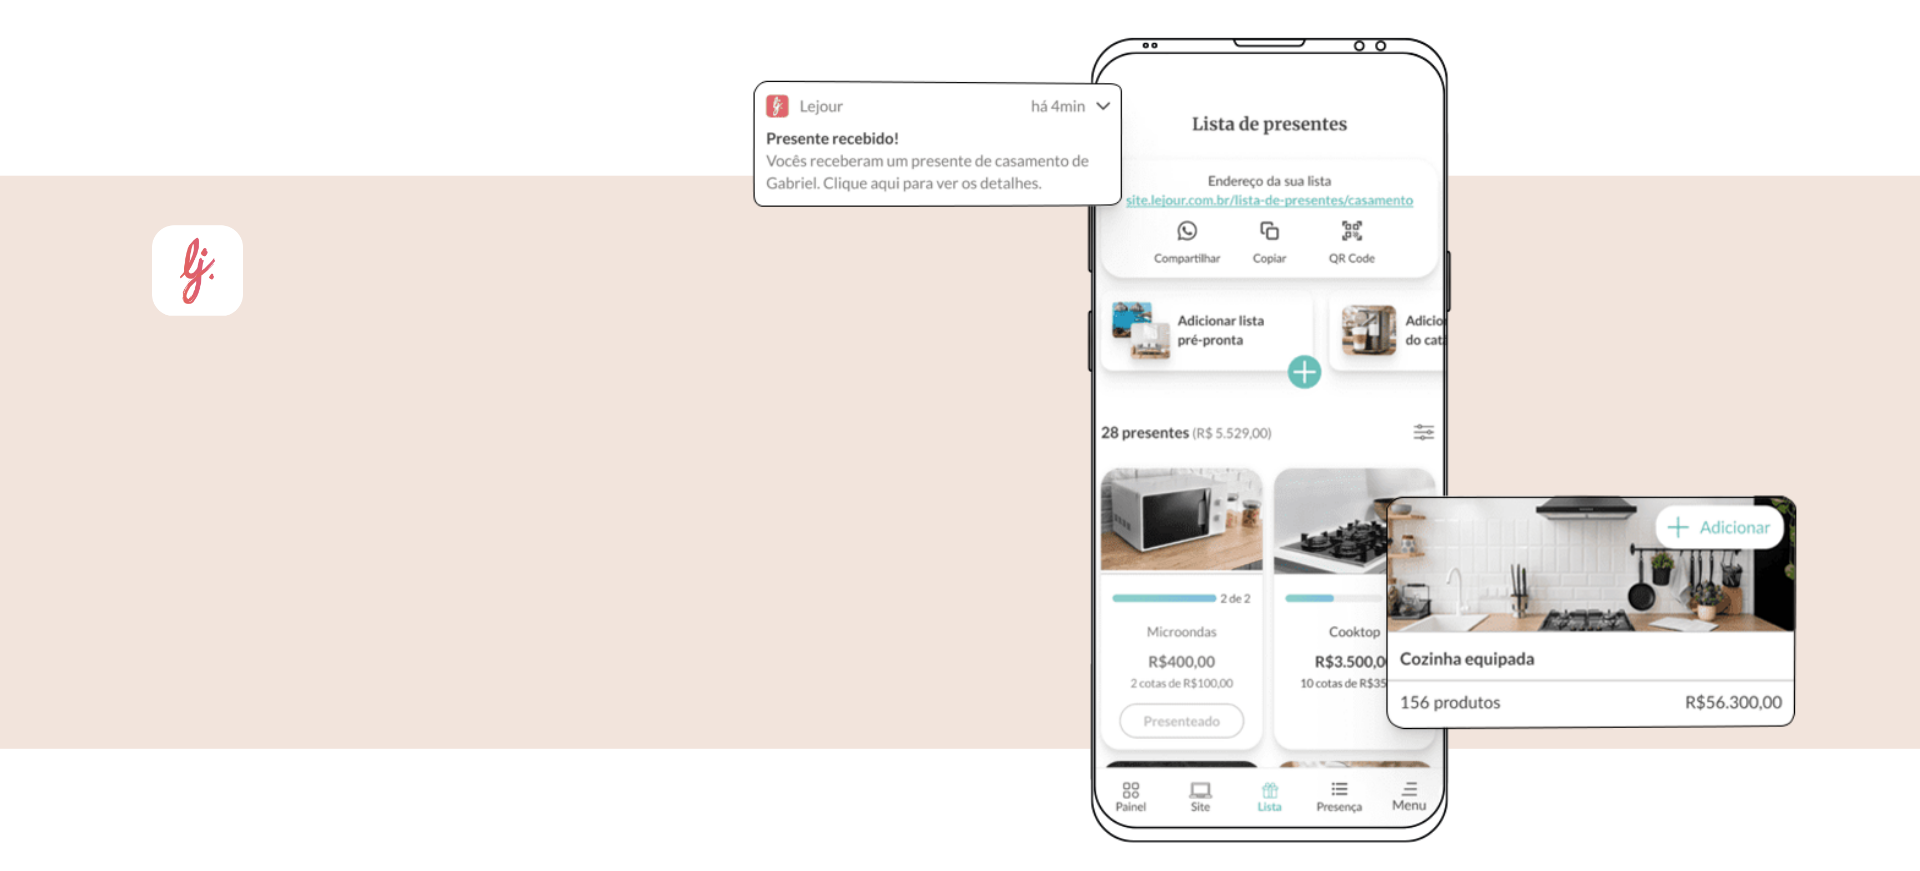 lj.
lj. Lejour há 4min
Presente recebido!
Vocês receberam um presente de casamento de
Gabriel. Clique aqui para ver os detalhes.
Lista de presentes
Endereço da sua lista
site.lejour.com.br/lista-de-presentes/casamento
Compartilhar Copiar QR Code
Adicionar lista
pré-pronta
Adicio
do cat
28 presentes (R$ 5.529,00)
2 de 2
Microondas
R$400,00
2 cotas de R$100,00
Presenteado
Cooktop
R$3.500,0
10 cotas de R$35
Adicionar
Cozinha equipada
156 produtos R$56.300,00
Painel Site Lista Presença Menu